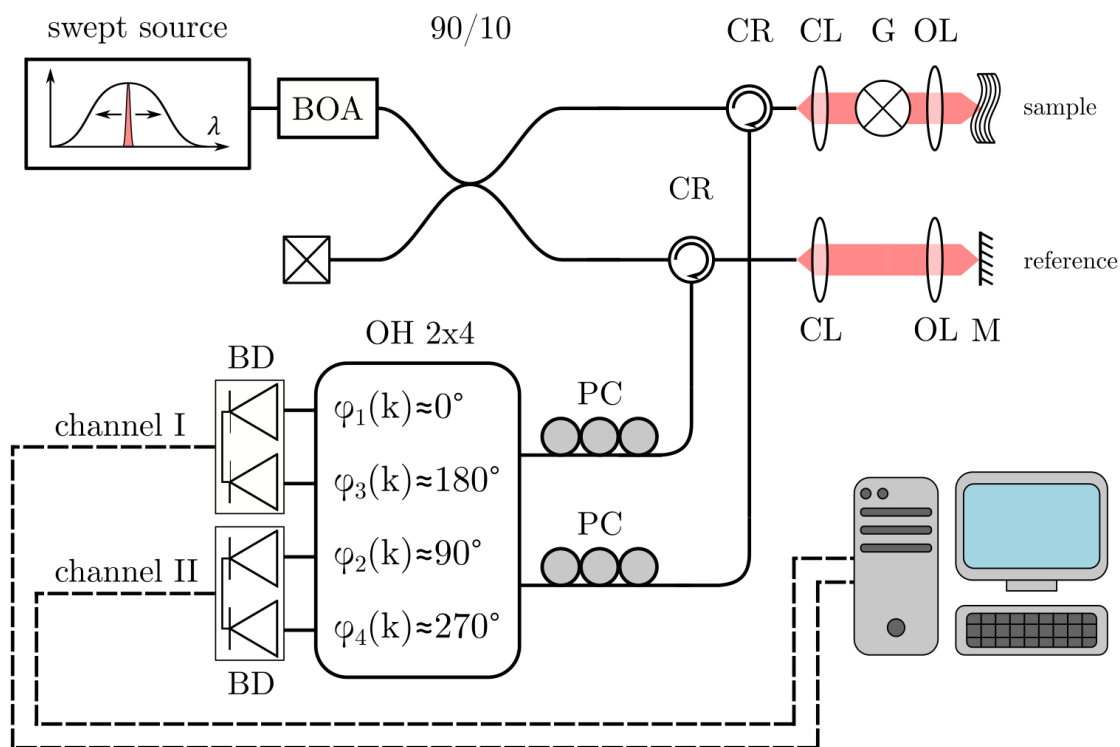 swept source
90/10
CR
CL
G
OL
λ
BOA
sample
CR
reference
CL
OL
M
OH 2x4
BD
φ₁(k)≈0°
PC
channel I
φ₃(k)≈180°
PC
φ₂(k)≈90°
channel II
φ₄(k)≈270°
BD